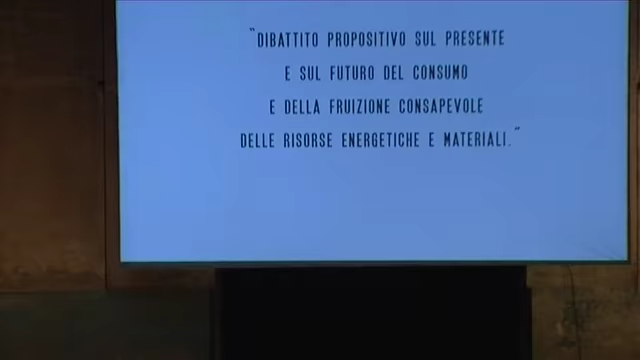 "DIBATTITO PROPOSITIVO SUL PRESENTE
E SUL FUTURO DEL CONSUMO
E DELLA FRUIZIONE CONSAPEVOLE
DELLE RISORSE ENERGETICHE E MATERIALI."